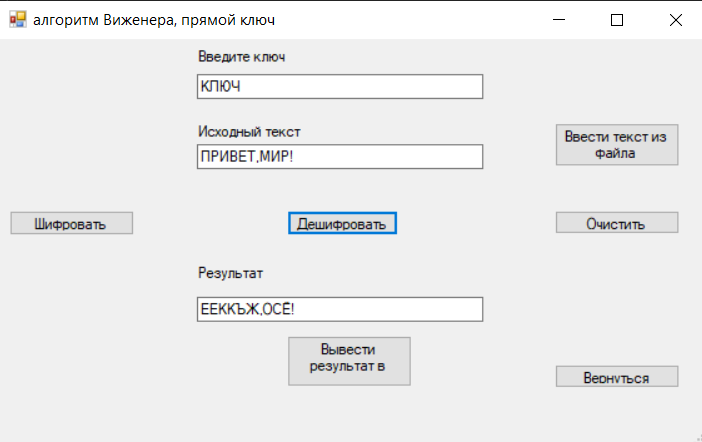 алгоритм Виженера, прямой ключ
Введите ключ
КЛЮЧ
Исходный текст
ПРИВЕТ,МИР!
Ввести текст из
файла
Шифровать
Дешифровать
Очистить
Результат
ЕЕККЪЖ,ОСЁ!
Вывести
результат в
Вернуться